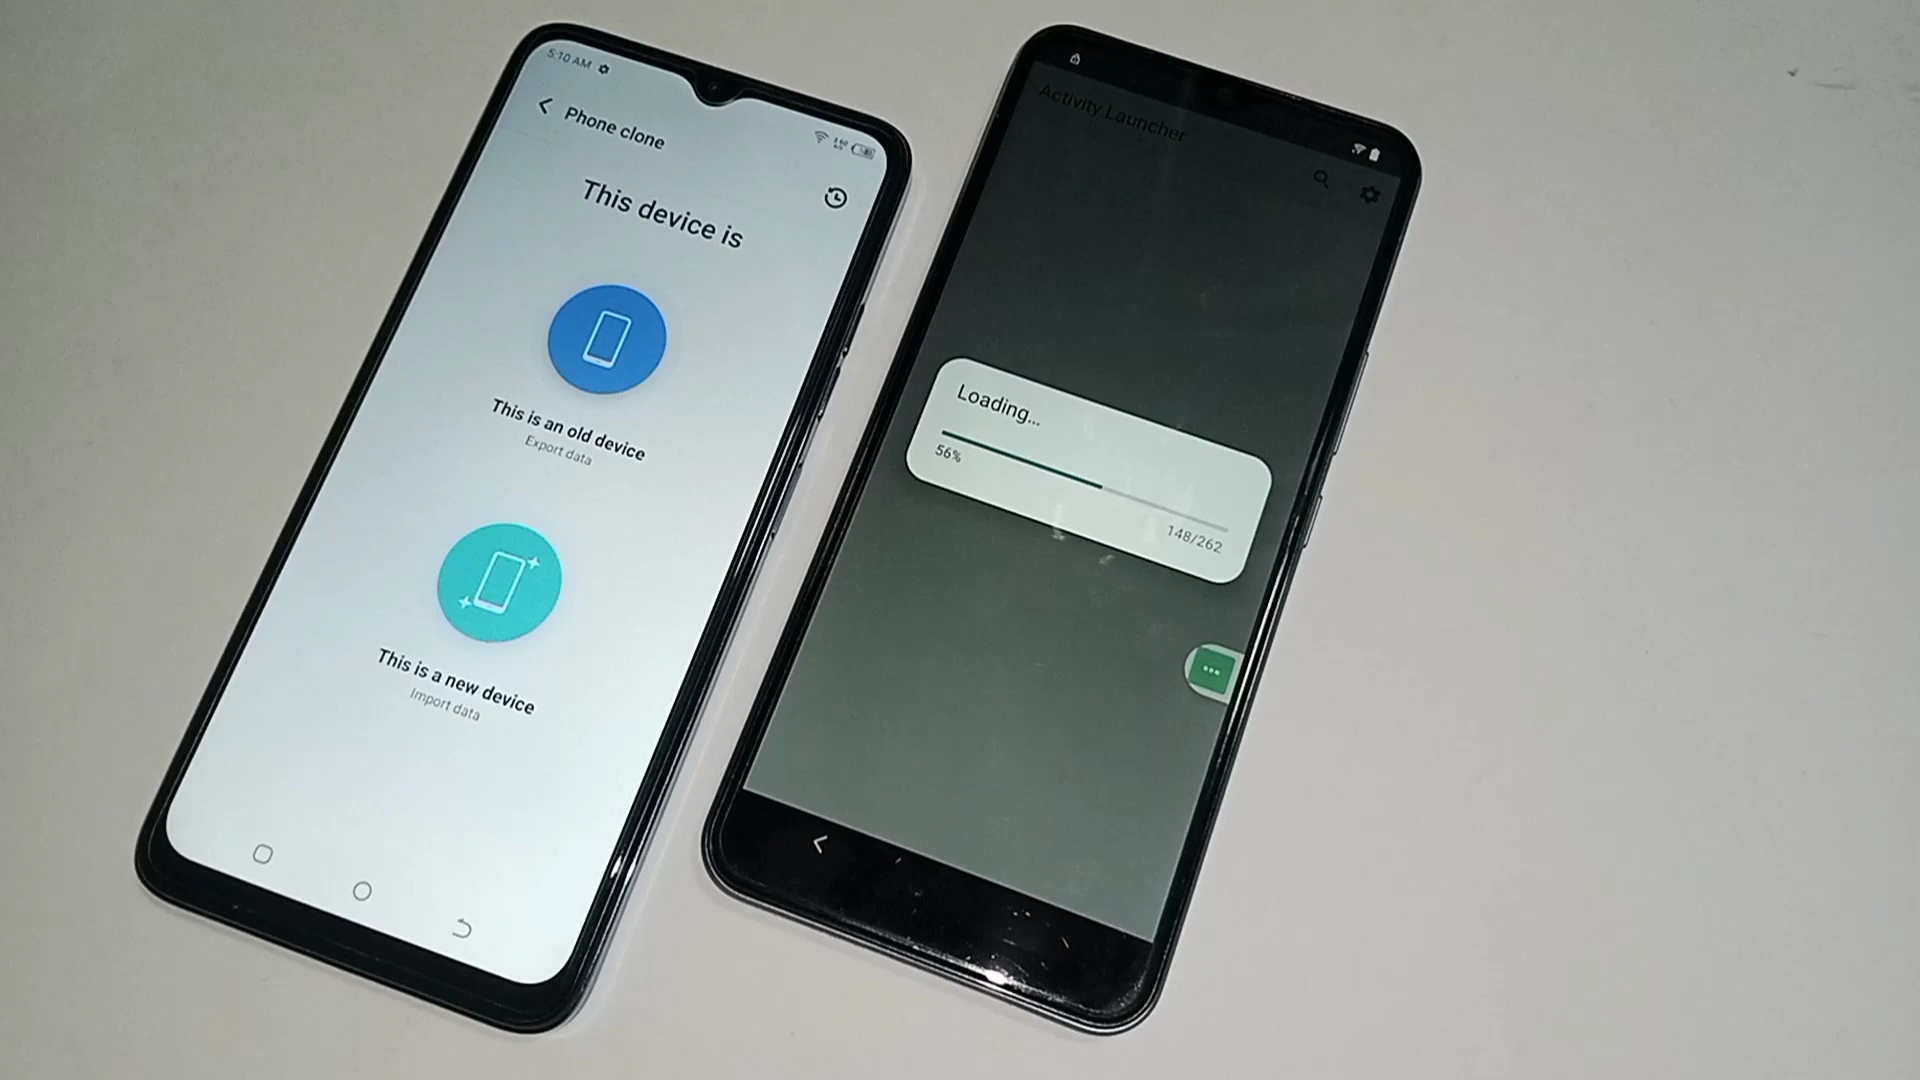 5:10 AM
Phone clone
This device is
This is an old device
Export data
This is a new device
Import data
Activity Launcher
Loading...
56%
148/262